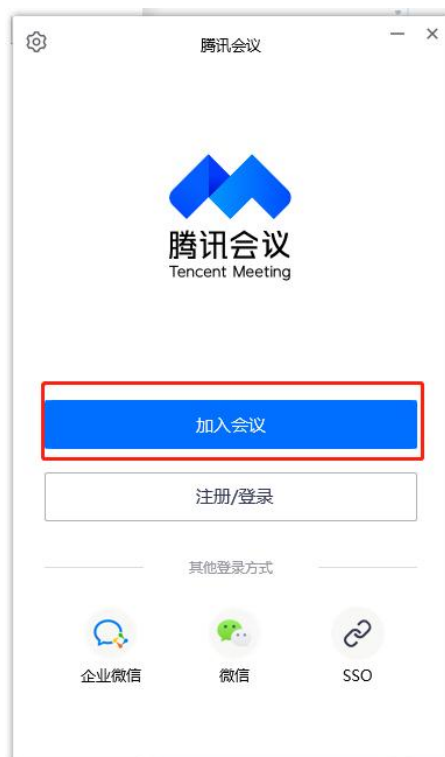 腾讯会议
腾讯会议
Tencent Meeting
加入会议
注册/登录
其他登录方式
企业微信
微信
SSO